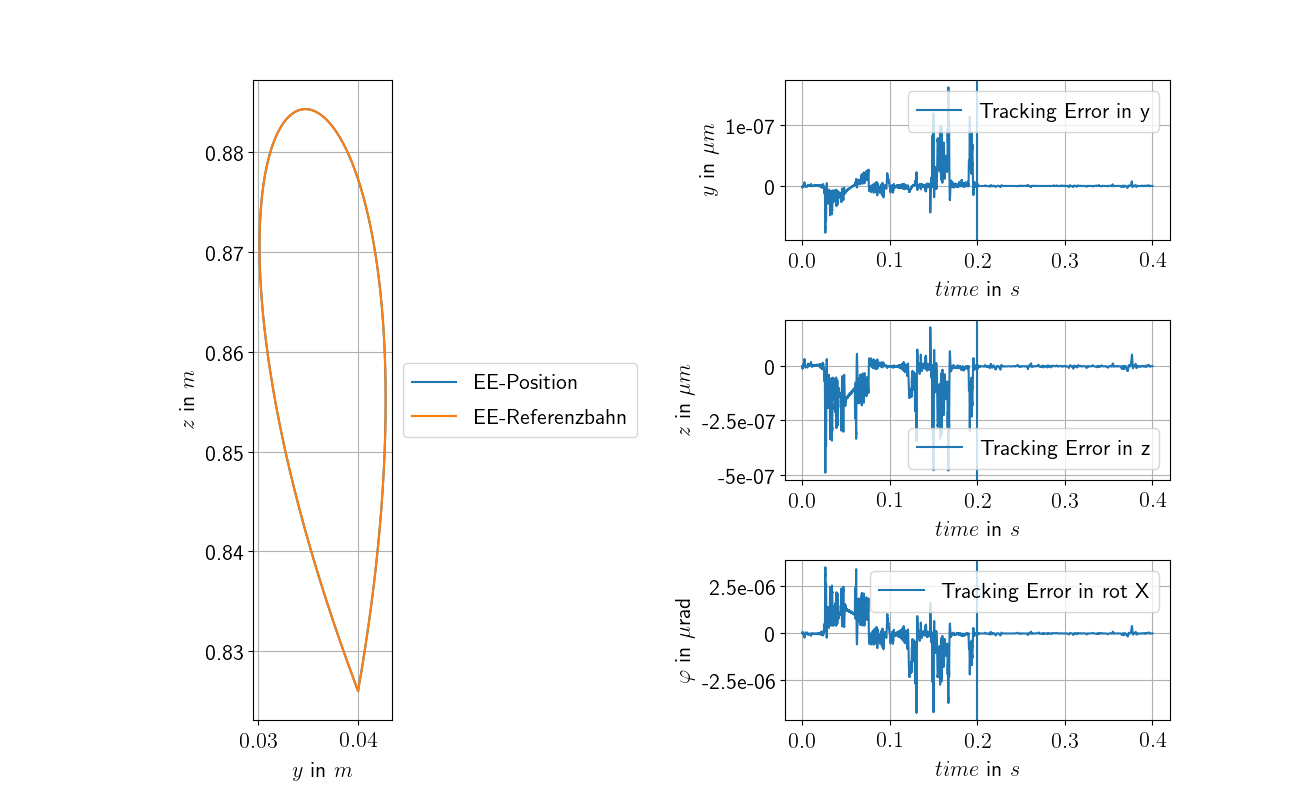 0.88
0.87
0.86
0.85
0.84
0.83
z in m
0.03
0.04
y in m
EE-Position
EE-Referenzbahn
Tracking Error in y
1e-07
0
y in μm
0.0
0.1
0.2
0.3
0.4
time in s
0
-2.5e-07
-5e-07
z in μm
Tracking Error in z
0.0
0.1
0.2
0.3
0.4
time in s
Tracking Error in rot X
2.5e-06
0
-2.5e-06
φ in μrad
0.0
0.1
0.2
0.3
0.4
time in s